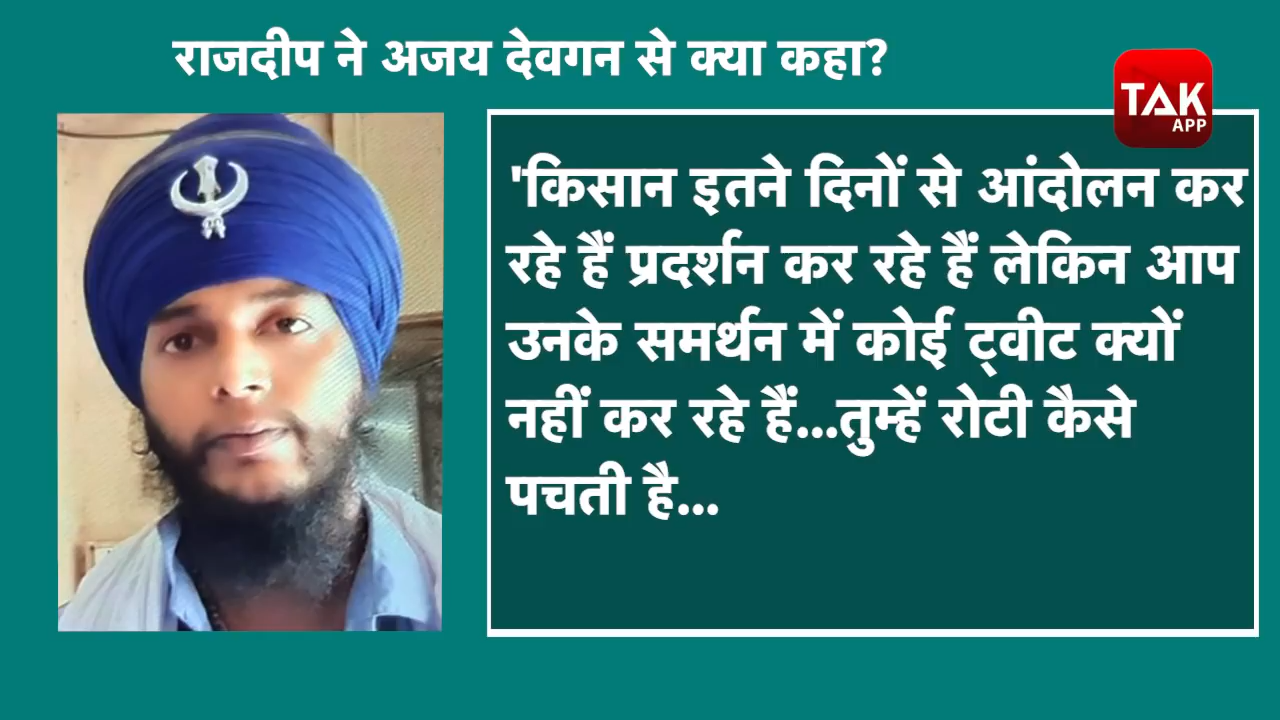 राजदीप ने अजय देवगन से क्या कहा?
TAK
APP
'किसान इतने दिनों से आंदोलन कर
रहे हैं प्रदर्शन कर रहे हैं लेकिन आप
उनके समर्थन में कोई ट्वीट क्यों
नहीं कर रहे हैं...तुम्हें रोटी कैसे
पचती है...